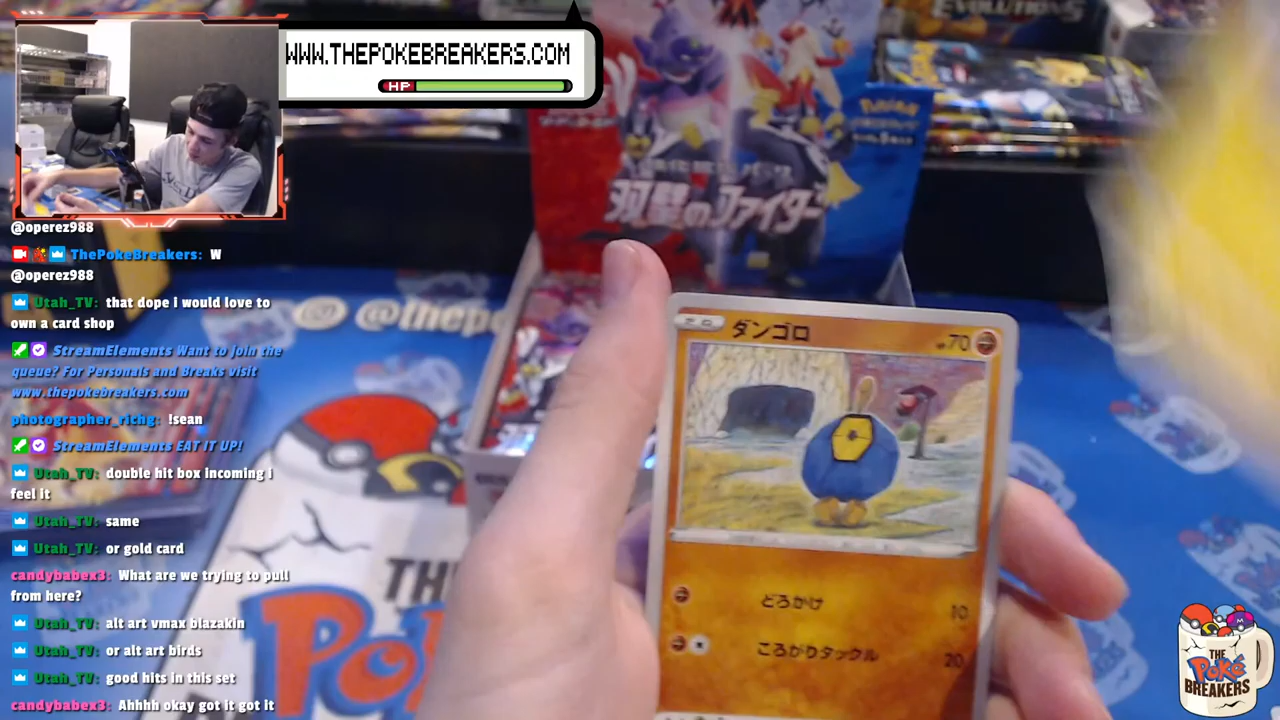 WWW.THEPOKEBREAKERS.COM
HP
EVOLUTIONS
双璧のファイター
@thepo
@operez988
ThePokeBreakers: W
@operez988
Utah_TV: that dope i would love to
own a card shop
StreamElements Want to join the
queue? For Personals and Breaks visit
www.thepokebreakers.com
photographer_richg: !sean
StreamElements EAT IT UP!
Utah_TV: double hit box incoming i
feel it
Utah_TV: same
Utah_TV: or gold card
candybabex3: What are we trying to pull
from here?
Utah_TV: alt art vmax blazakin
Utah_TV: or alt art birds
Utah_TV: good hits in this set
candybabex3: Ahhhh okay got it got it
ダンゴロ
HP 70
どろかけ 10
ころがりタックル 20
THE
Poké
THE
Poké
BREAKERS